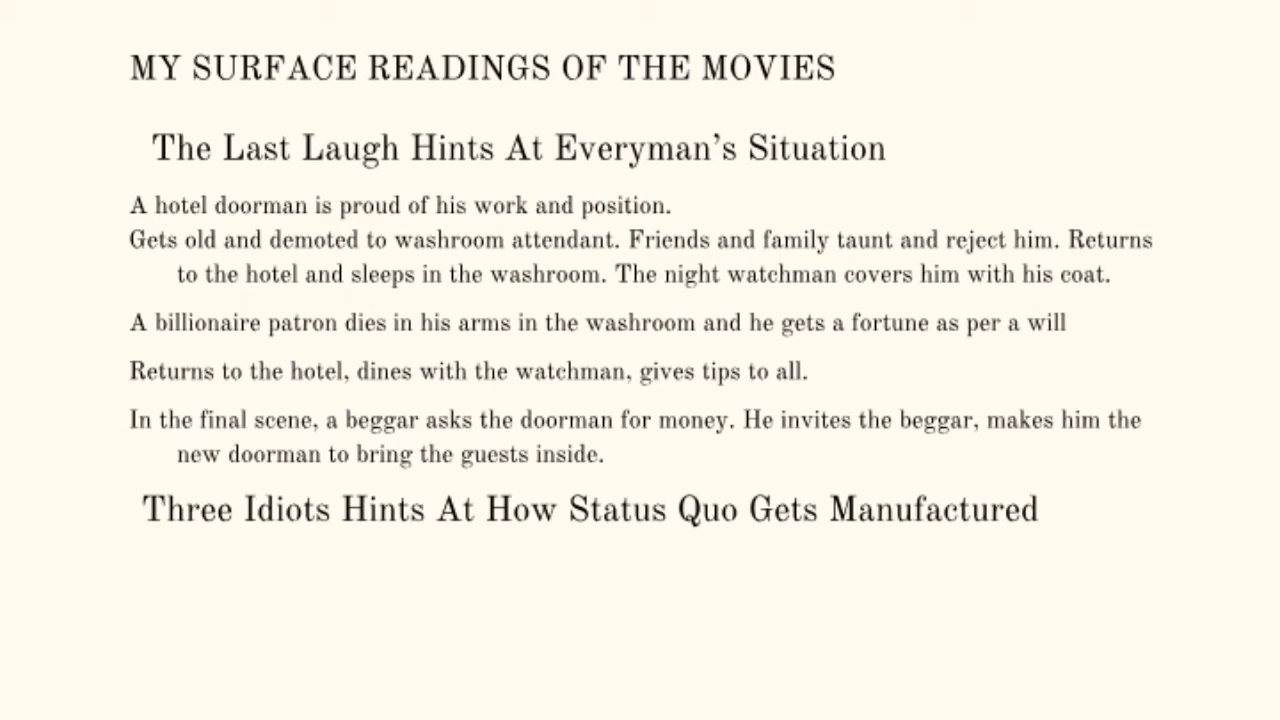 MY SURFACE READINGS OF THE MOVIES
The Last Laugh Hints At Everyman’s Situation
A hotel doorman is proud of his work and position.
Gets old and demoted to washroom attendant. Friends and family taunt and reject him. Returns
to the hotel and sleeps in the washroom. The night watchman covers him with his coat.
A billionaire patron dies in his arms in the washroom and he gets a fortune as per a will
Returns to the hotel, dines with the watchman, gives tips to all.
In the final scene, a beggar asks the doorman for money. He invites the beggar, makes him the
new doorman to bring the guests inside.
Three Idiots Hints At How Status Quo Gets Manufactured